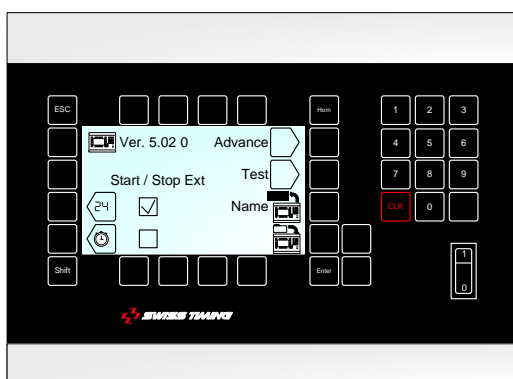 ESC Horn 1 2 3
Ver. 5.02 0 Advance 4 5 6
Start / Stop Ext Test 7 8 9
24 Name CLR 0
Shift Enter 1
0
SWISS TIMING